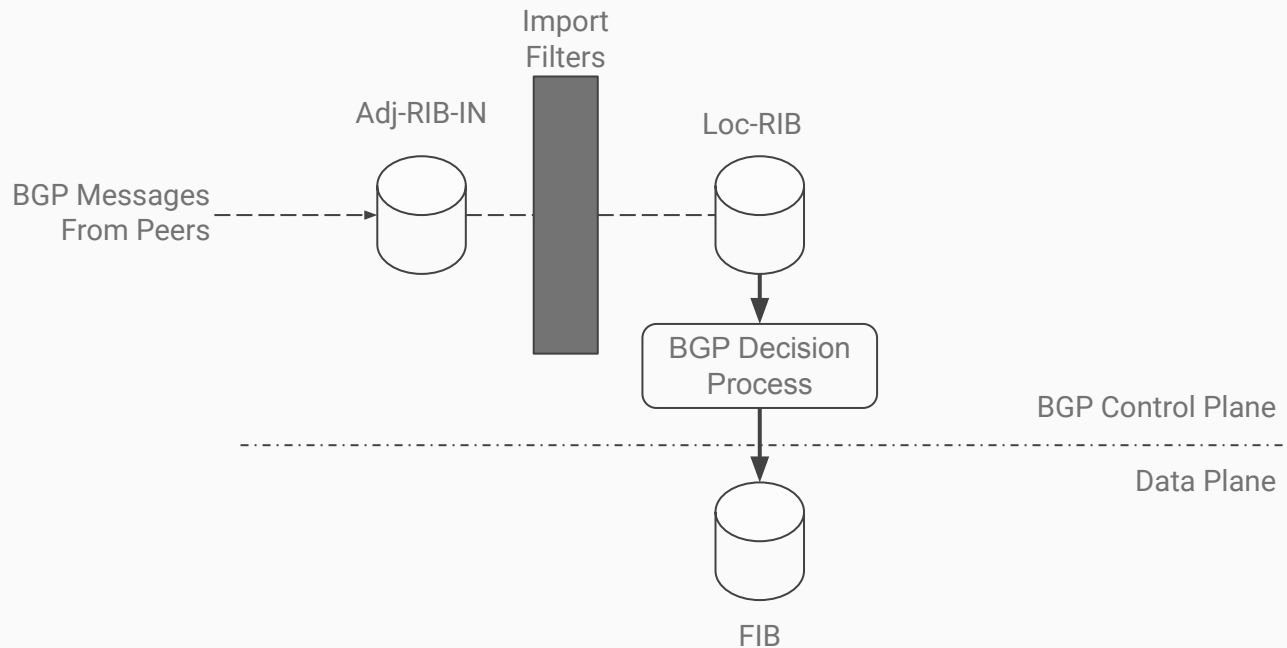 Import
Filters
Adj-RIB-IN
Loc-RIB
BGP Messages
From Peers
BGP Decision
Process
BGP Control Plane
Data Plane
FIB